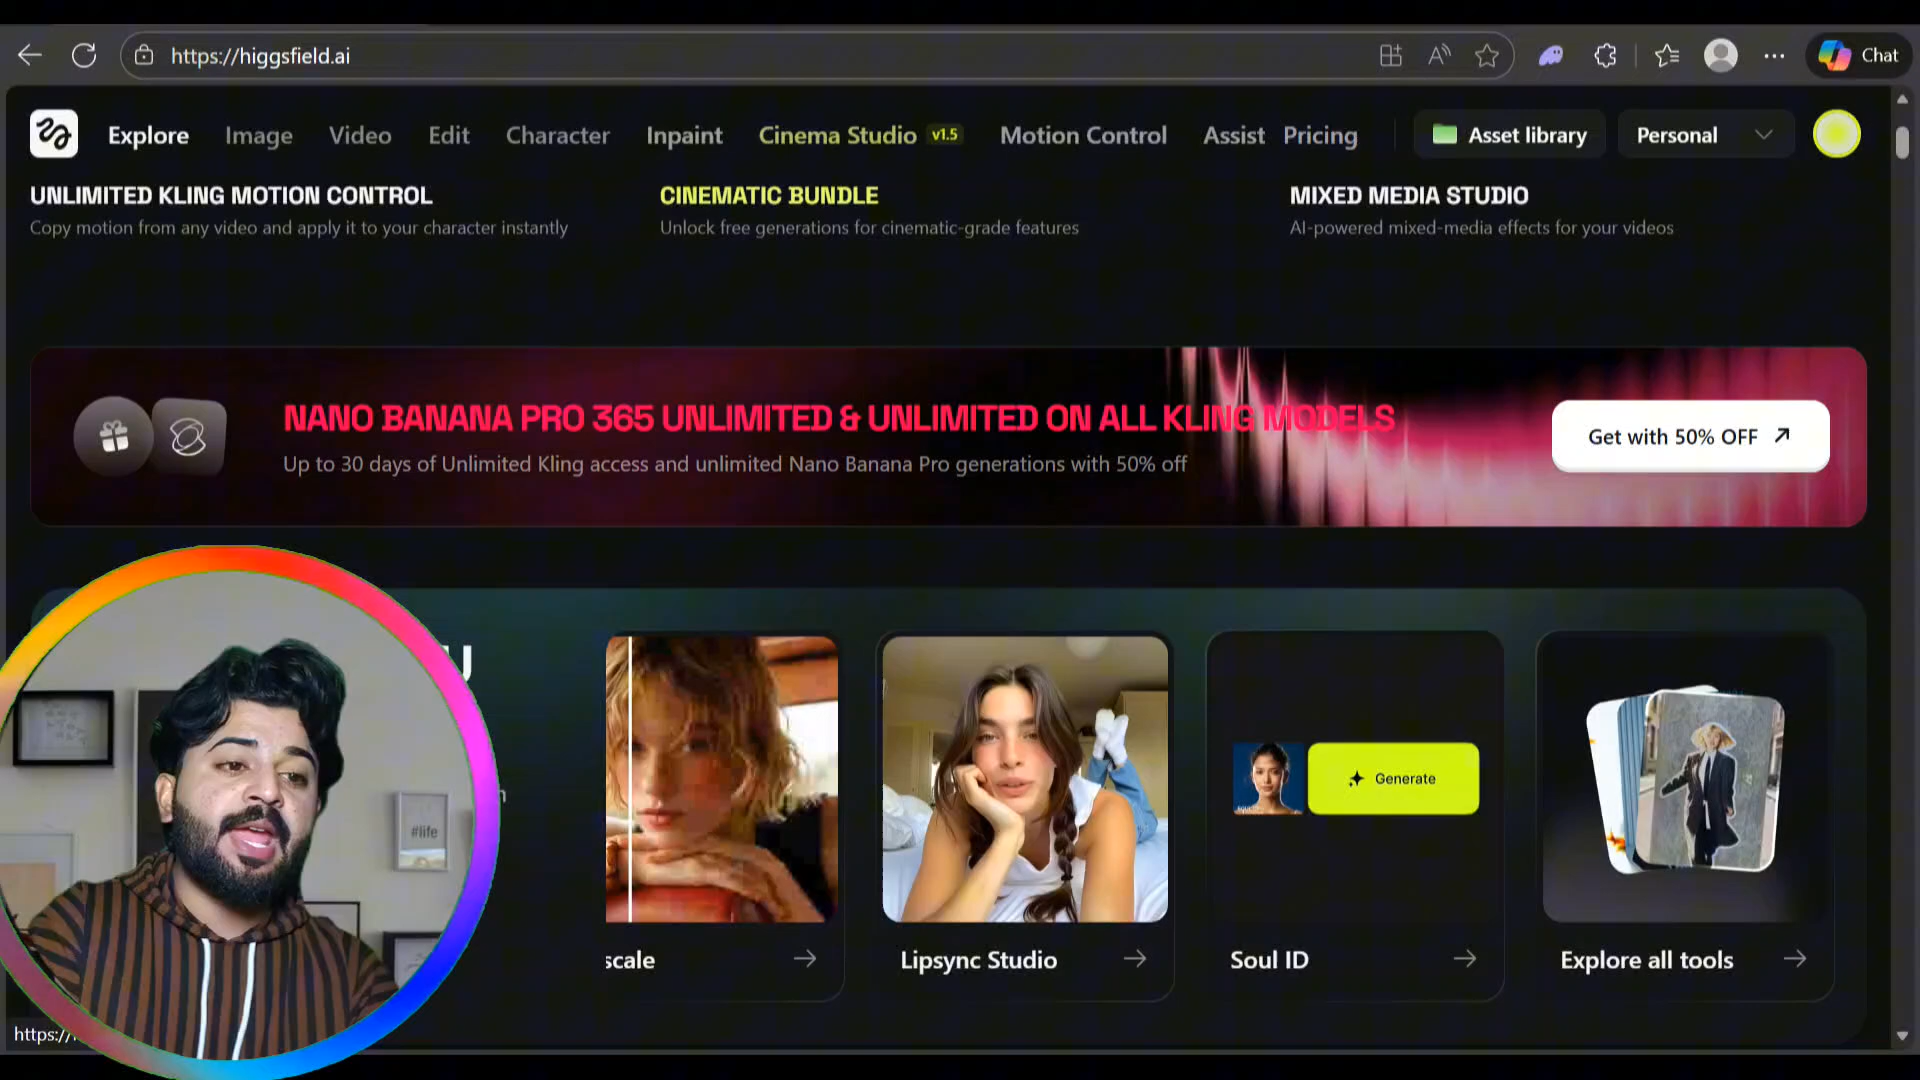 https://higgsfield.ai
Chat
Explore Image Video Edit Character Inpaint Cinema Studio v1.5 Motion Control Assist Pricing Asset library Personal
UNLIMITED KLING MOTION CONTROL
Copy motion from any video and apply it to your character instantly
CINEMATIC BUNDLE
Unlock free generations for cinematic-grade features
MIXED MEDIA STUDIO
AI-powered mixed-media effects for your videos
NANO BANANA PRO 365 UNLIMITED & UNLIMITED ON ALL KLING MODELS
Up to 30 days of Unlimited Kling access and unlimited Nano Banana Pro generations with 50% off
Get with 50% OFF
Generate
#life
scale
Lipsync Studio
Soul ID
Explore all tools
https://